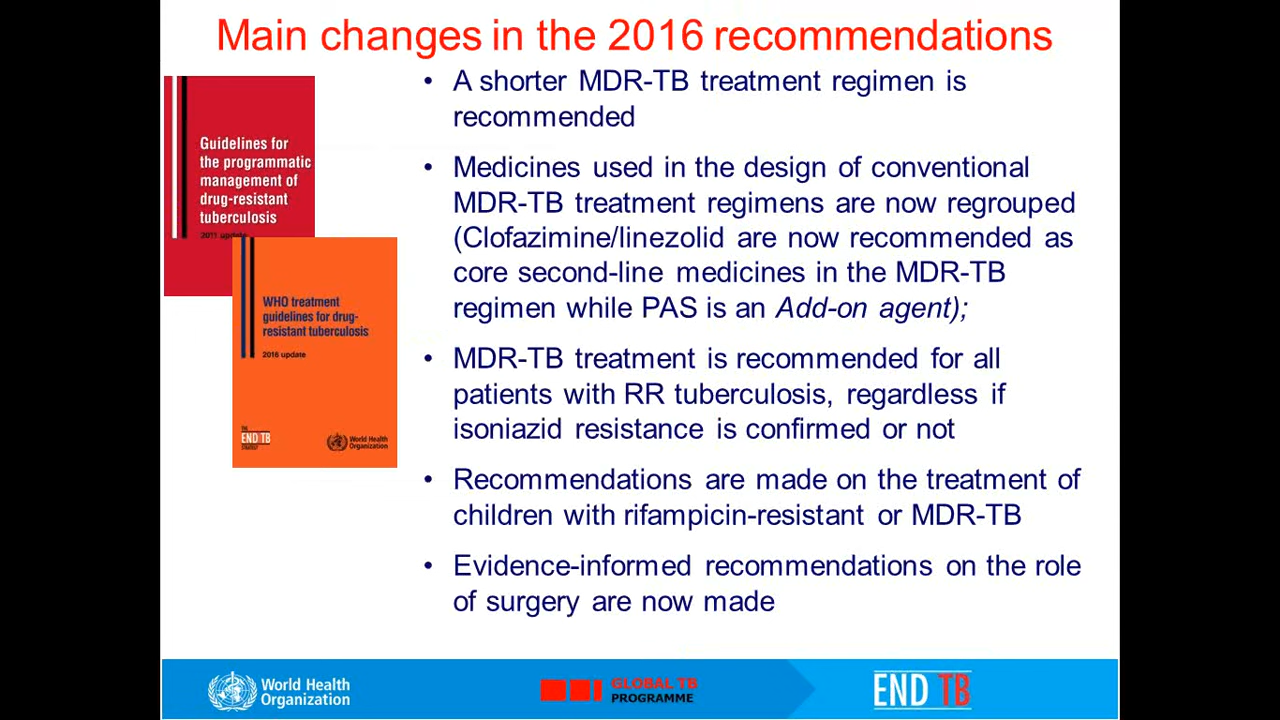 Main changes in the 2016 recommendations
Guidelines for
the programmatic
management of
drug-resistant
tuberculosis
2011 update
WHO treatment
guidelines for drug-
resistant tuberculosis
2016 update
THE
END TB
STRATEGY
World Health
Organization
• A shorter MDR-TB treatment regimen is
recommended
• Medicines used in the design of conventional
MDR-TB treatment regimens are now regrouped
(Clofazimine/linezolid are now recommended as
core second-line medicines in the MDR-TB
regimen while PAS is an Add-on agent);
• MDR-TB treatment is recommended for all
patients with RR tuberculosis, regardless if
isoniazid resistance is confirmed or not
• Recommendations are made on the treatment of
children with rifampicin-resistant or MDR-TB
• Evidence-informed recommendations on the role
of surgery are now made
World Health
Organization
GLOBAL TB
PROGRAMME
END TB